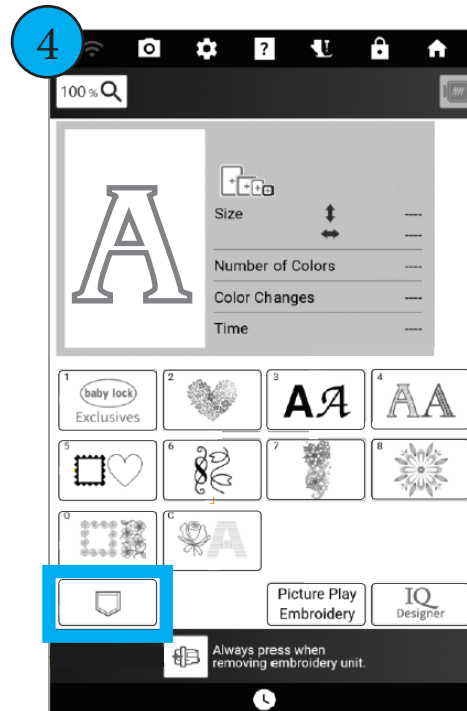 4
?
100 %
A
Size ----
----
Number of Colors ----
Color Changes ----
Time ----
1
baby lock
Exclusives
2
3
AA
4
AA
5
6
7
8
Q
C
A
Picture Play
Embroidery
IQ
Designer
Always press when
removing embroidery unit.